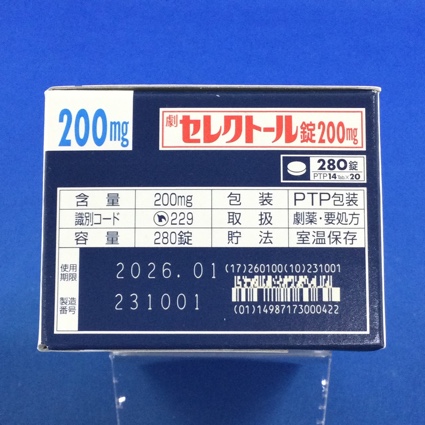 200mg
劇 セレクトール錠200mg
280錠
PTP14Tab×20
含量 200mg 包装 PTP包装
識別コード 229 取扱 劇薬・要処方
容量 280錠 貯法 室温保存
使用期限 2026.01 (17)260100(10)231001
製造番号 231001
(01)14987173000422